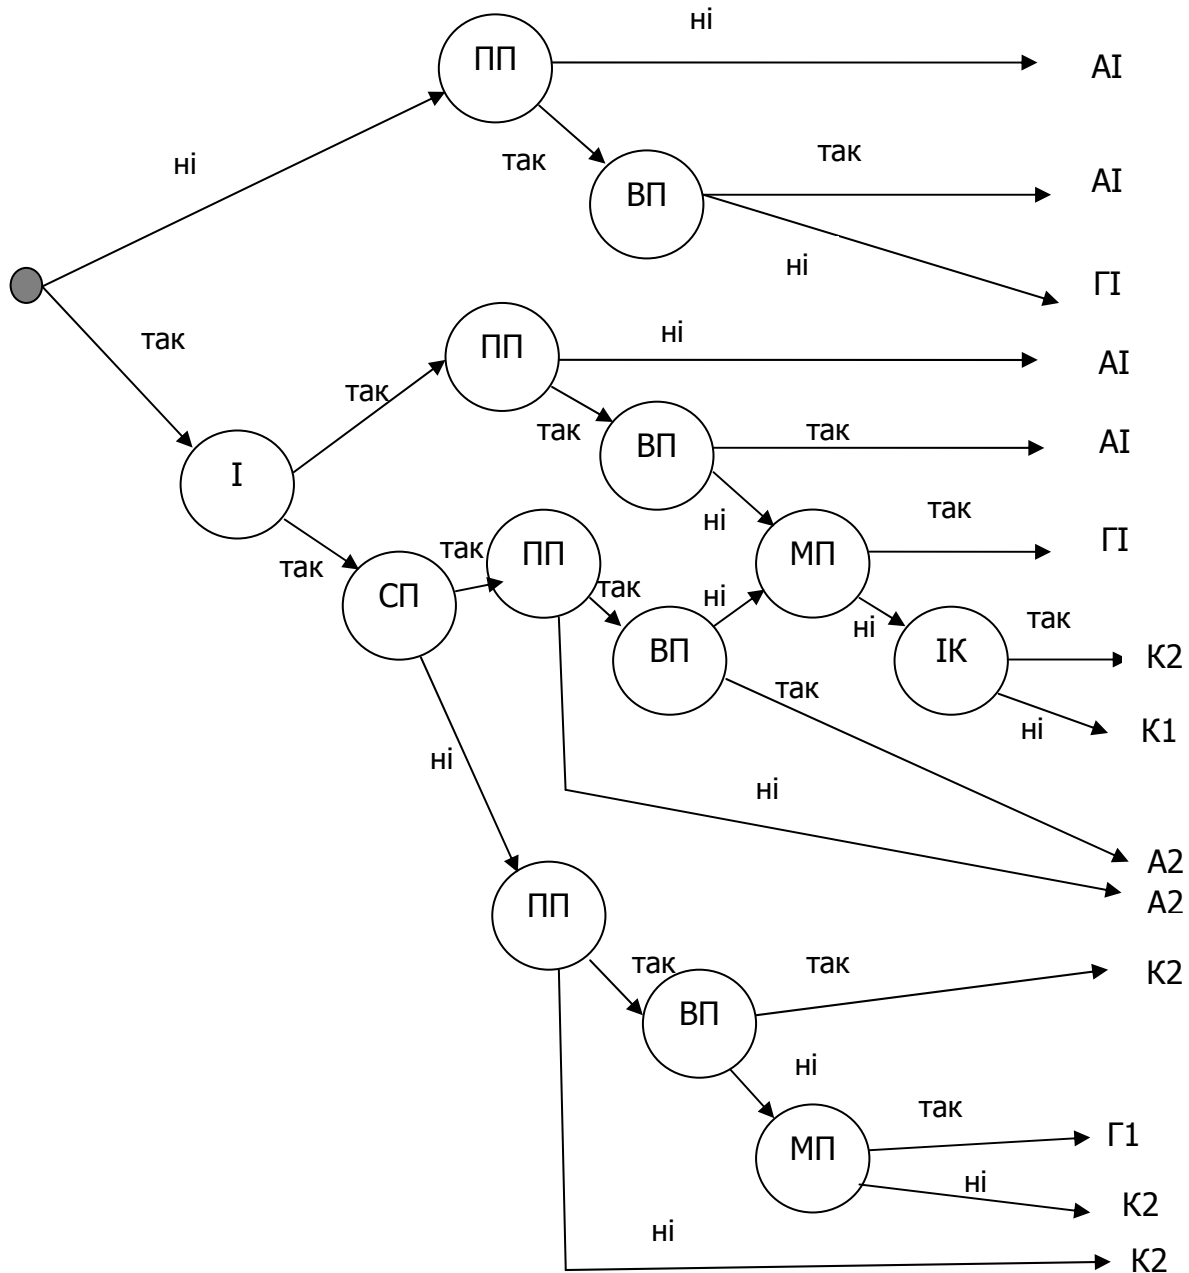 ні
ПП
АІ
ні
так
так
ВП
АІ
ні
ГІ
так
ні
ПП
АІ
так
так
ВП
так
АІ
І
ні
так
так
так
ПП
МП
ГІ
СП
так
ні
ні
так
ВП
ІК
К2
так
ні
К1
ні
ні
А2
А2
ПП
так
так
К2
ВП
ні
так
Г1
МП
ні
К2
ні
К2